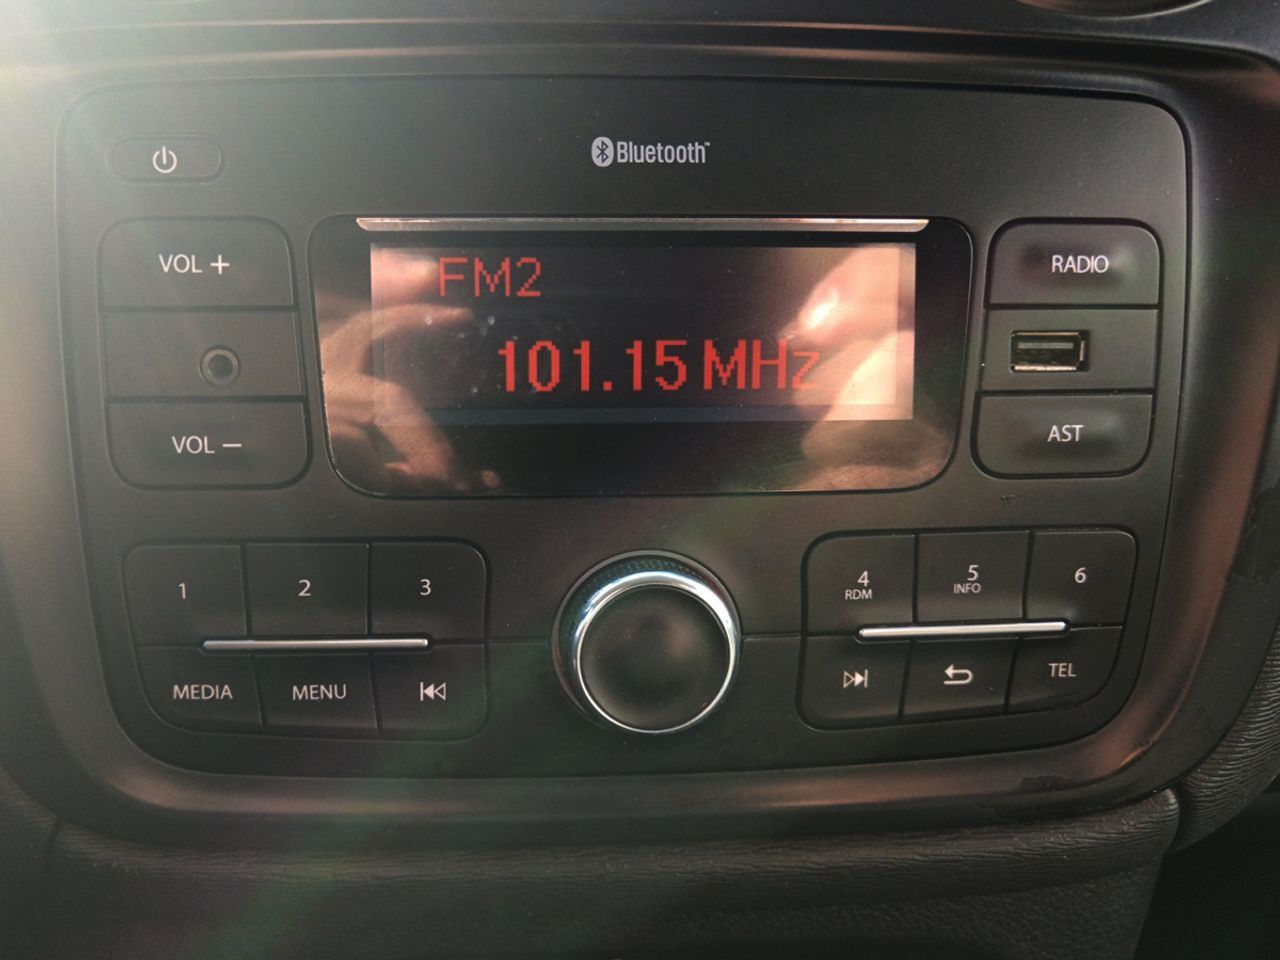 Bluetooth™
VOL +
FM2
RADIO
101.15 MHz
VOL −
AST
1
2
3
4
RDM
5
INFO
6
MEDIA
MENU
TEL